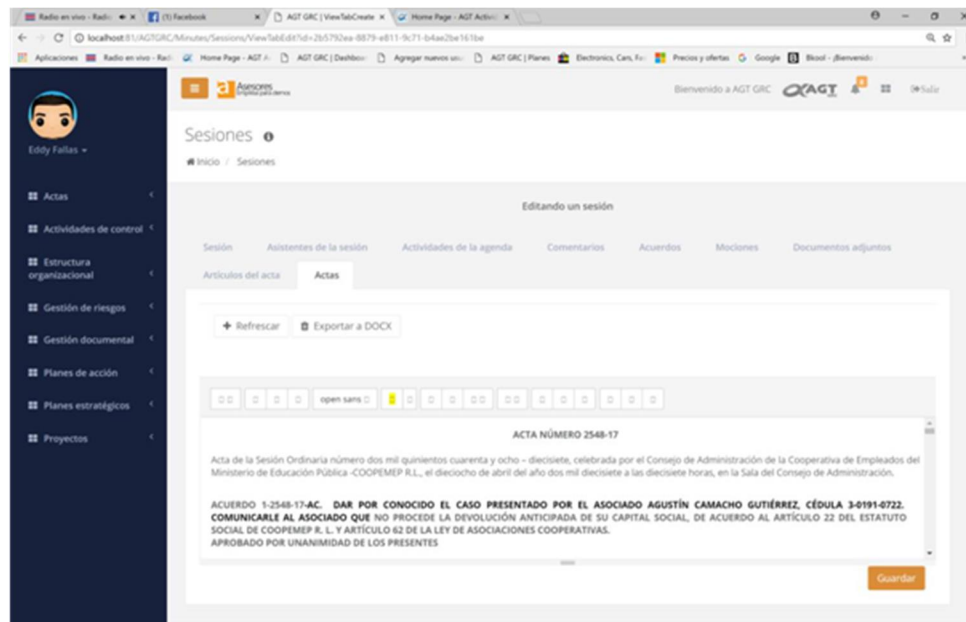 Radio en vivo - Radio
(1) Facebook
AGT GRC | ViewTabCreate
Home Page - AGT Activi
localhost:81/AGTGRC/Minutes/Sessions/ViewTabEdit?id=2b5792ea-8879-e811-9c71-b4ae2be161be
Aplicaciones
Radio en vivo - Radi
Home Page - AGT A
AGT GRC | Dashboar
Agregar nuevos usu
AGT GRC | Planes
Electronics, Cars, Fa
Precios y ofertas
Google
Bkool - ¡Bienvenido
Asesores
Bienvenido a AGT GRC
AGT
Salir
Eddy Fallas
Sesiones
Inicio / Sesiones
Actas
Actividades de control
Estructura
organizacional
Gestión de riesgos
Gestión documental
Planes de acción
Planes estratégicos
Proyectos
Editando un sesión
Sesión Asistentes de la sesión Actividades de la agenda Comentarios Acuerdos Mociones Documentos adjuntos
Artículos del acta Actas
Refrescar Exportar a DOCX
open sans
ACTA NÚMERO 2548-17
Acta de la Sesión Ordinaria número dos mil quinientos cuarenta y ocho – diecisiete, celebrada por el Consejo de Administración de la Cooperativa de Empleados del
Ministerio de Educación Pública -COOPEMEP R.L., el dieciocho de abril del año dos mil diecisiete a las diecisiete horas, en la Sala del Consejo de Administración.
ACUERDO 1-2548-17-AC. DAR POR CONOCIDO EL CASO PRESENTADO POR EL ASOCIADO AGUSTÍN CAMACHO GUTIÉRREZ, CÉDULA 3-0191-0722.
COMUNICARLE AL ASOCIADO QUE NO PROCEDE LA DEVOLUCIÓN ANTICIPADA DE SU CAPITAL SOCIAL, DE ACUERDO AL ARTÍCULO 22 DEL ESTATUTO
SOCIAL DE COOPEMEP R. L. Y ARTÍCULO 62 DE LA LEY DE ASOCIACIONES COOPERATIVAS.
APROBADO POR UNANIMIDAD DE LOS PRESENTES
Guardar